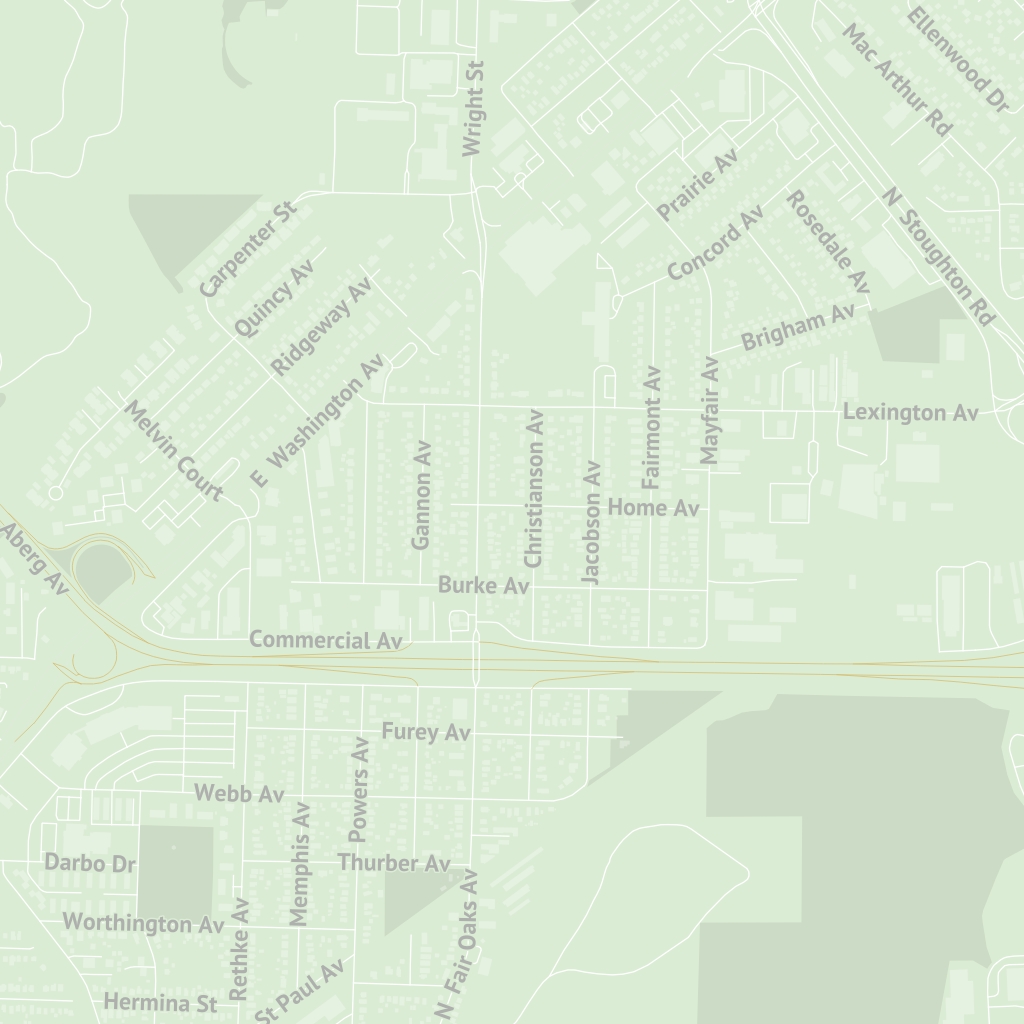 Ellenwood Dr
Mac Arthur Rd
Wright St
Prairie Av
Carpenter St
Concord Av
Rosedale Av
N Stoughton Rd
Quincy Av
Ridgeway Av
Brigham Av
E Washington Av
Fairmont Av
Mayfair Av
Lexington Av
Melvin Court
Gannon Av
Christianson Av
Jacobson Av
Home Av
Aberg Av
Burke Av
Commercial Av
Furey Av
Powers Av
Webb Av
Memphis Av
Darbo Dr
Thurber Av
Worthington Av
Rethke Av
N Fair Oaks Av
St Paul Av
Hermina St